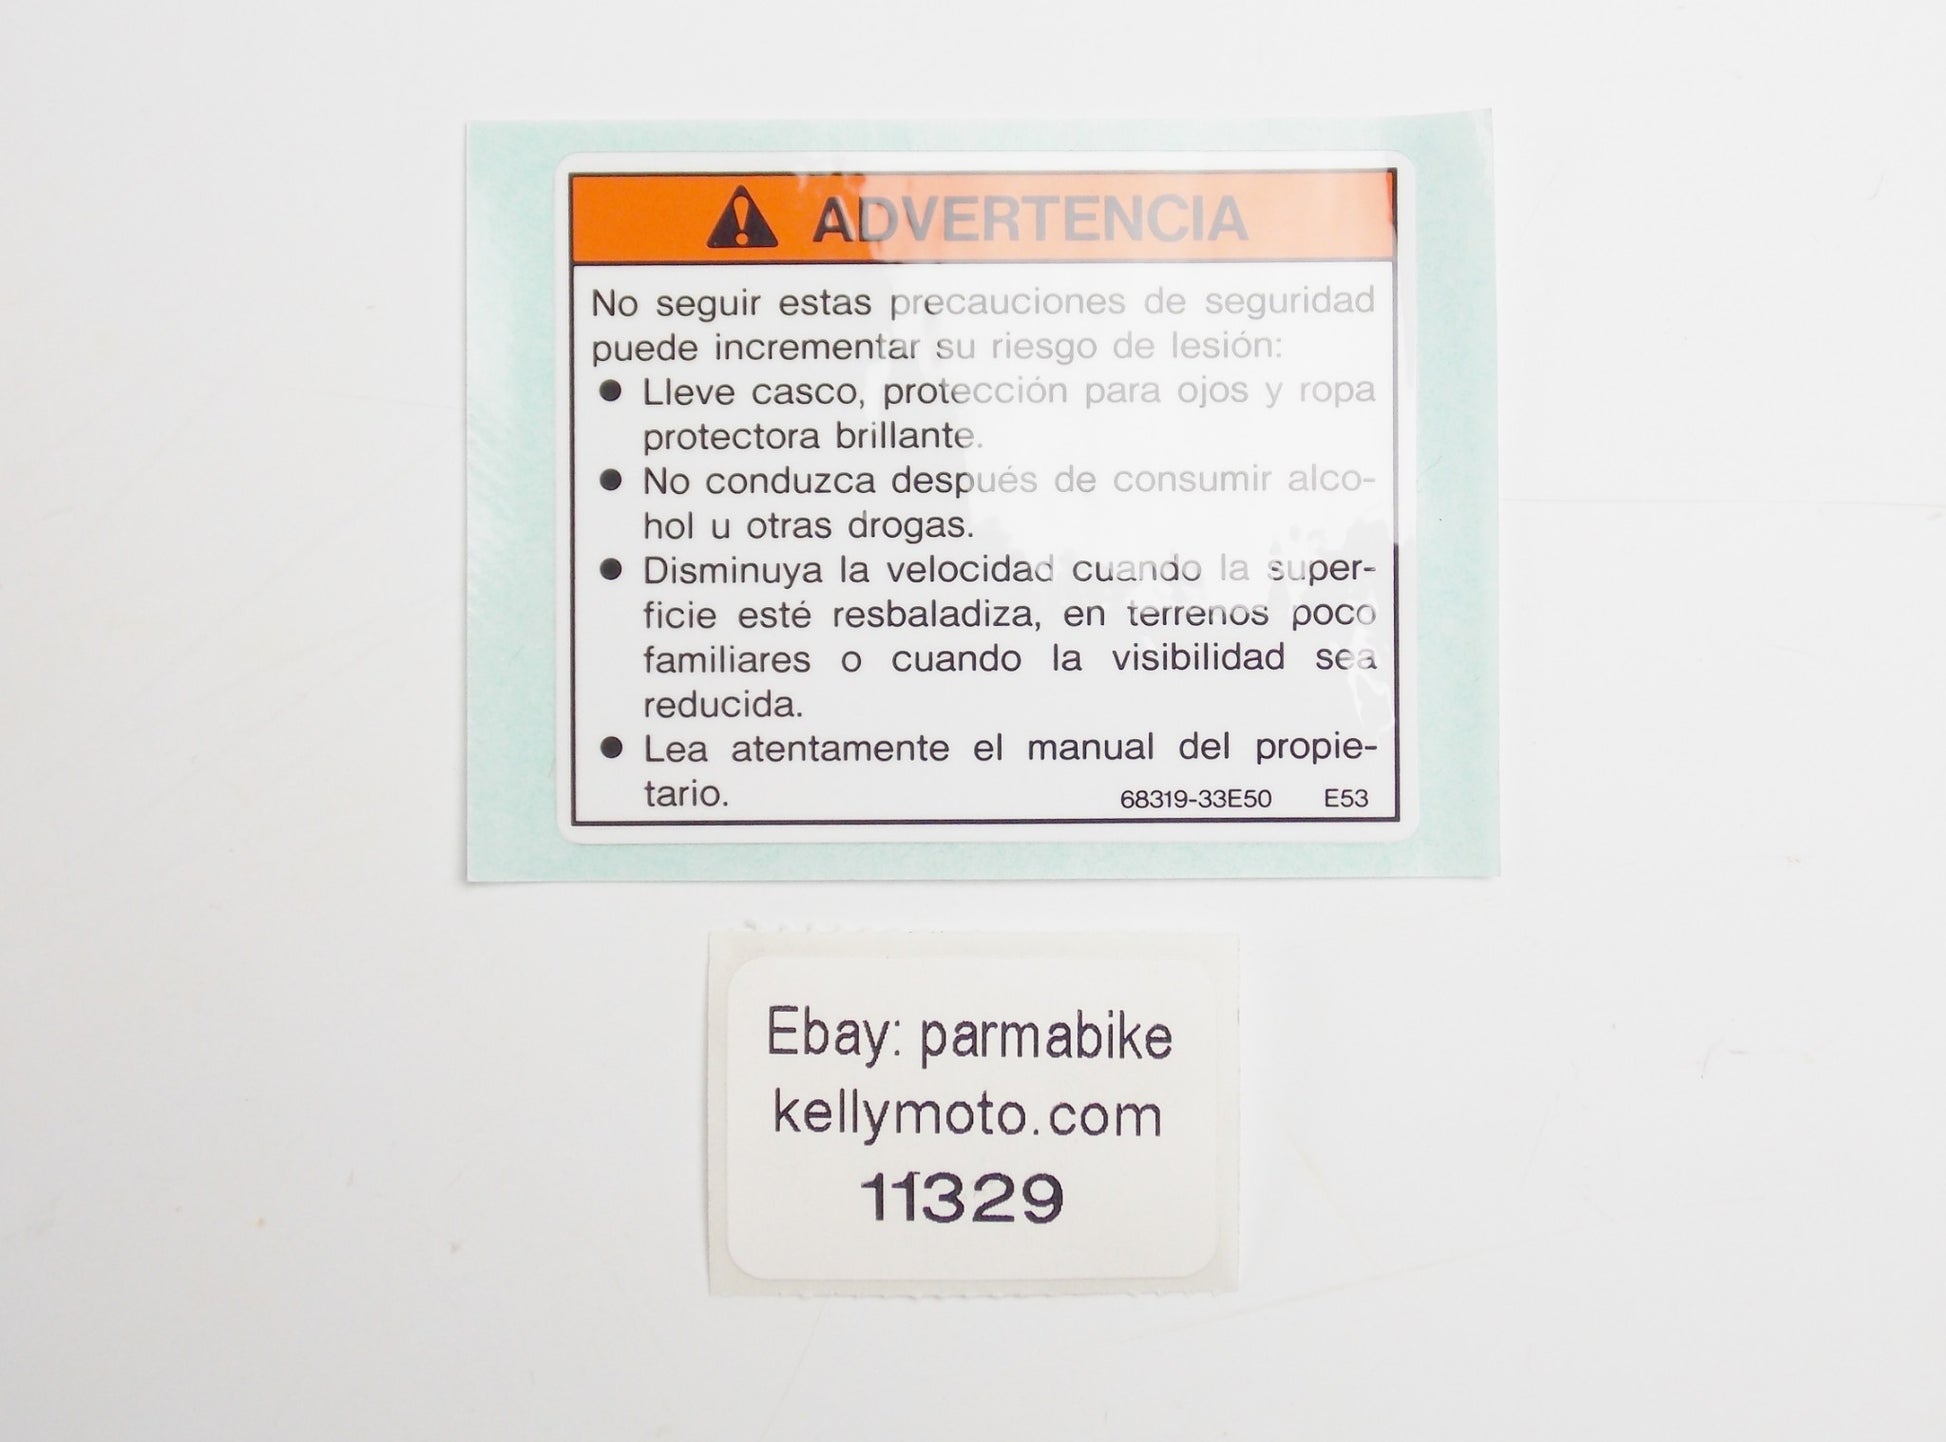 ADVERTENCIA
No seguir estas precauciones de seguridad
puede incrementar su riesgo de lesión:
● Lleve casco, protección para ojos y ropa
protectora brillante.
● No conduzca después de consumir alco-
hol u otras drogas.
● Disminuya la velocidad cuando la super-
ficie esté resbaladiza, en terrenos poco
familiares o cuando la visibilidad sea
reducida.
● Lea atentamente el manual del propie-
tario. 68319-33E50 E53
Ebay: parmabike
kellymoto.com
11329